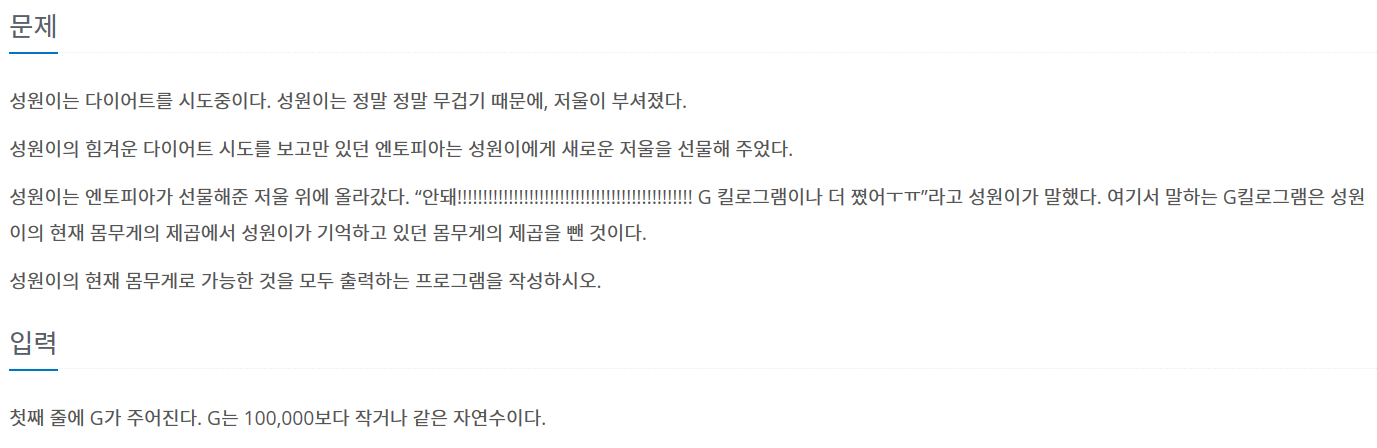 문제
성원이는 다이어트를 시도중이다. 성원이는 정말 정말 무겁기 때문에, 저울이 부셔졌다.
성원이의 힘겨운 다이어트 시도를 보고만 있던 엔토피아는 성원이에게 새로운 저울을 선물해 주었다.
성원이는 엔토피아가 선물해준 저울 위에 올라갔다. “안돼!!!!!!!!!!!!!!!!!!!!!!!!!!!!!!!!!!!!!!!!!!!!!! G 킬로그램이나 더 쪘어ㅜㅠ”라고 성원이가 말했다. 여기서 말하는 G킬로그램은 성원
이의 현재 몸무게의 제곱에서 성원이가 기억하고 있던 몸무게의 제곱을 뺀 것이다.
성원이의 현재 몸무게로 가능한 것을 모두 출력하는 프로그램을 작성하시오.
입력
첫째 줄에 G가 주어진다. G는 100,000보다 작거나 같은 자연수이다.